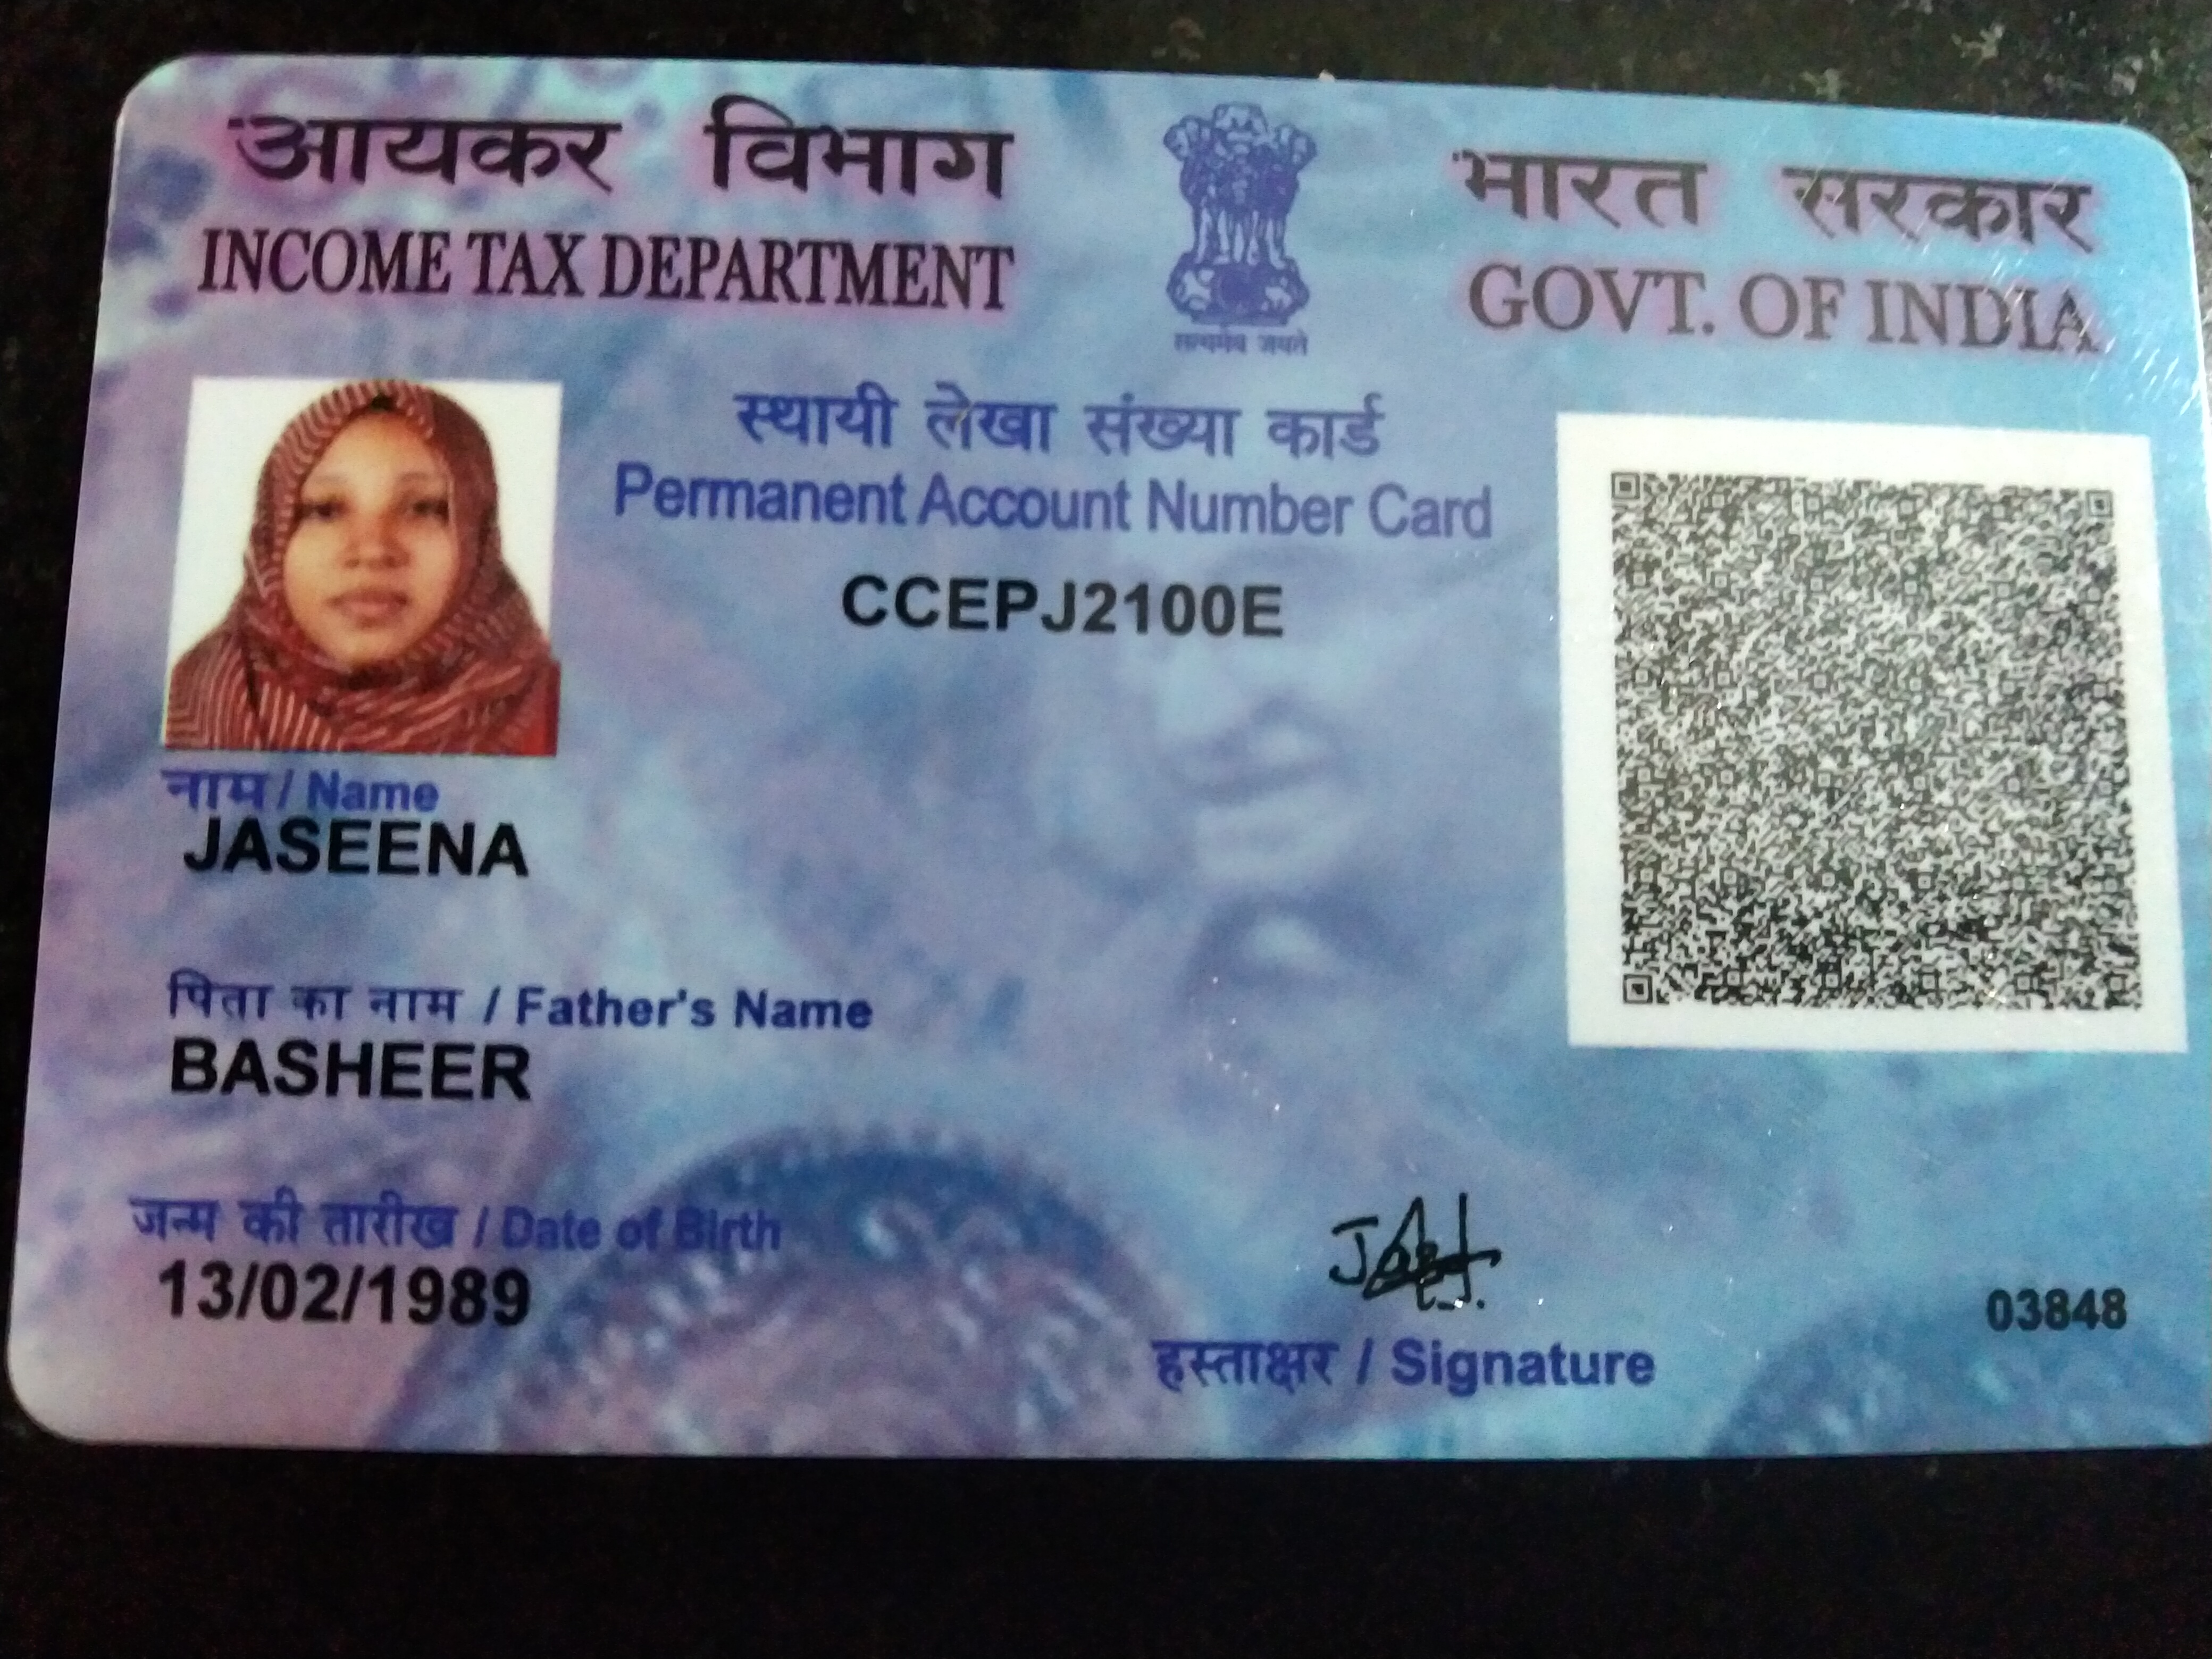 आयकर विभाग
INCOME TAX DEPARTMENT
भारत सरकार
GOVT. OF INDIA
सत्यमेव जयते
स्थायी लेखा संख्या कार्ड
Permanent Account Number Card
CCEPJ2100E
नाम / Name
JASEENA
पिता का नाम / Father's Name
BASHEER
जन्म की तारीख / Date of Birth
13/02/1989
हस्ताक्षर / Signature
03848